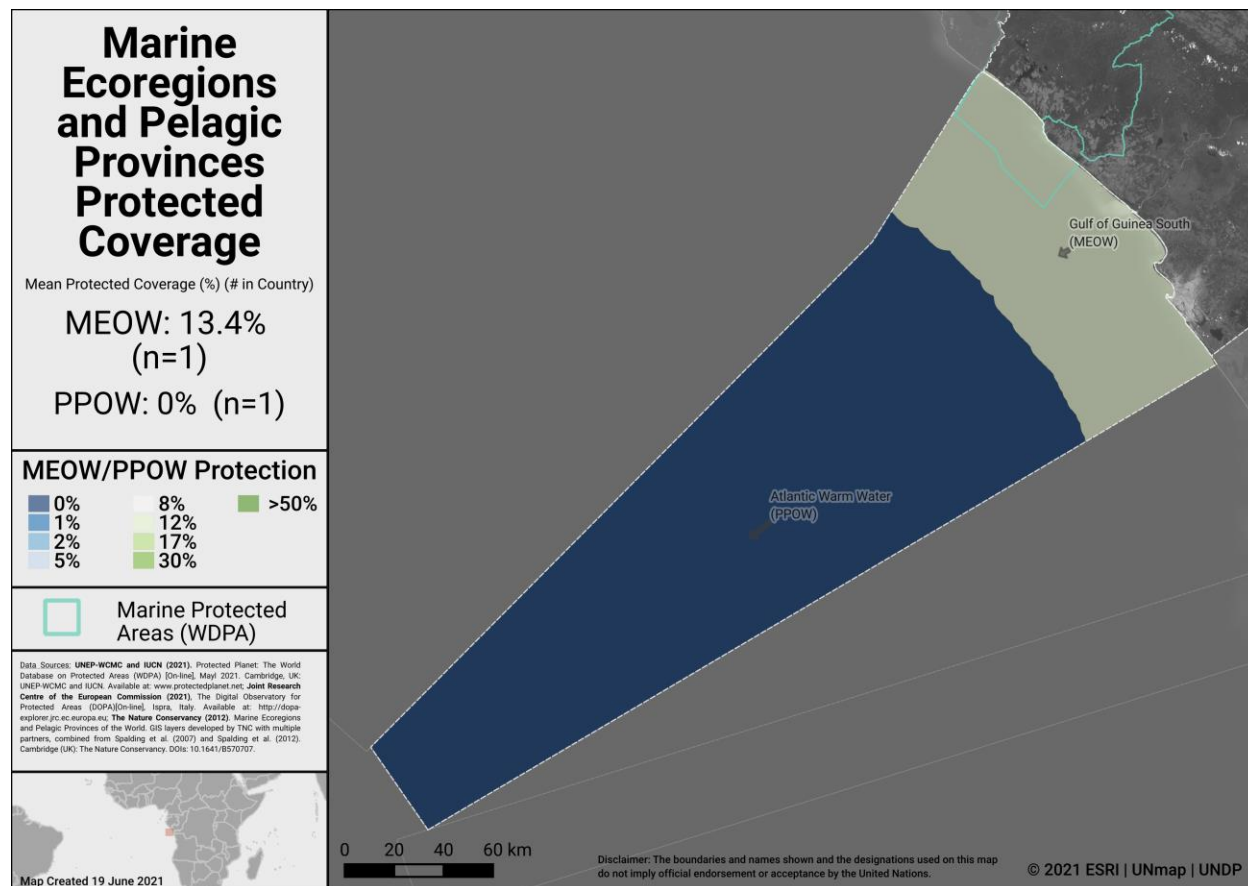 Marine
Ecoregions
and Pelagic
Provinces
Protected
Coverage
Mean Protected Coverage (%) (# in Country)
MEOW: 13.4%
(n=1)
PPOW: 0% (n=1)
MEOW/PPOW Protection
0% 8% >50%
1% 12%
2% 17%
5% 30%
Marine Protected
Areas (WDPA)
Data Sources: UNEP-WCMC and IUCN (2021). Protected Planet: The World
Database on Protected Areas (WDPA) [On-line], Mayl 2021. Cambridge, UK:
UNEP-WCMC and IUCN. Available at: www.protectedplanet.net; Joint Research
Centre of the European Commission (2021), The Digital Observatory for
Protected Areas (DOPA)[On-line], Ispra, Italy. Available at: http://dopa-
explorer.jrc.ec.europa.eu; The Nature Conservancy (2012). Marine Ecoregions
and Pelagic Provinces of the World. GIS layers developed by TNC with multiple
partners, combined from Spalding et al. (2007) and Spalding et al. (2012).
Cambridge (UK): The Nature Conservancy. DOIs: 10.1641/B570707.
Map Created 19 June 2021
Gulf of Guinea South
(MEOW)
Atlantic Warm Water
(PPOW)
0 20 40 60 km
Disclaimer: The boundaries and names shown and the designations used on this map
do not imply official endorsement or acceptance by the United Nations.
© 2021 ESRI | UNmap | UNDP